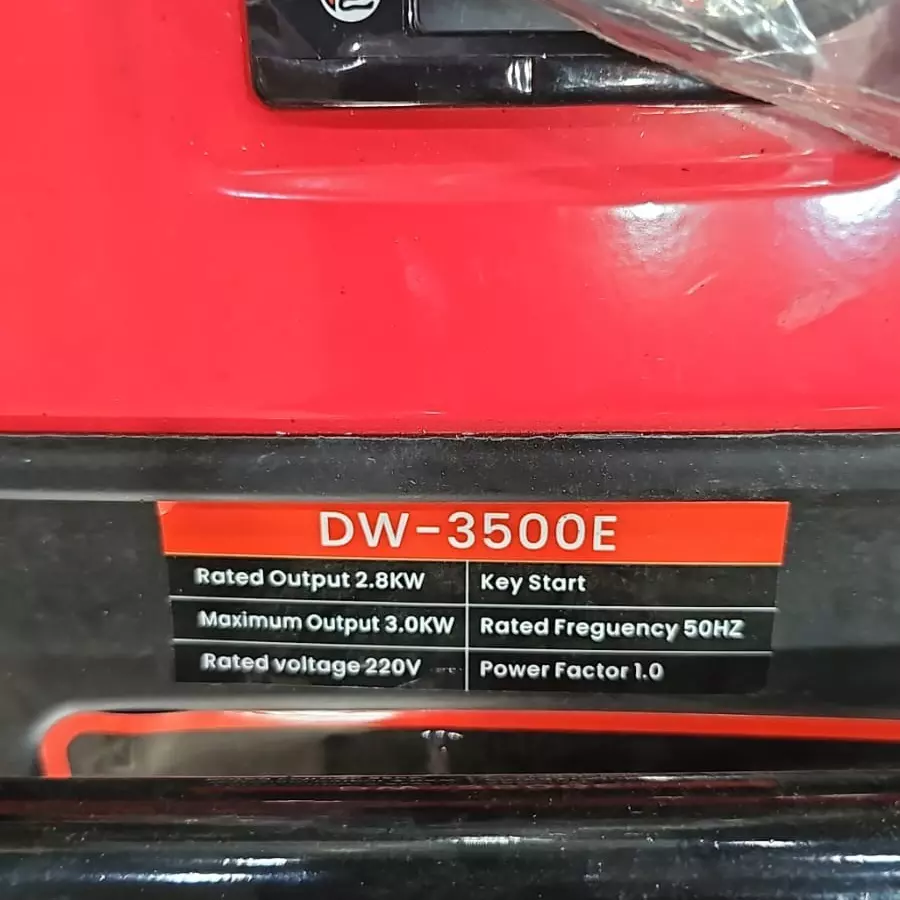 DW-3500E
Rated Output 2.8KW
Key Start
Maximum Output 3.0KW
Rated Freguency 50HZ
Rated voltage 220V
Power Factor 1.0